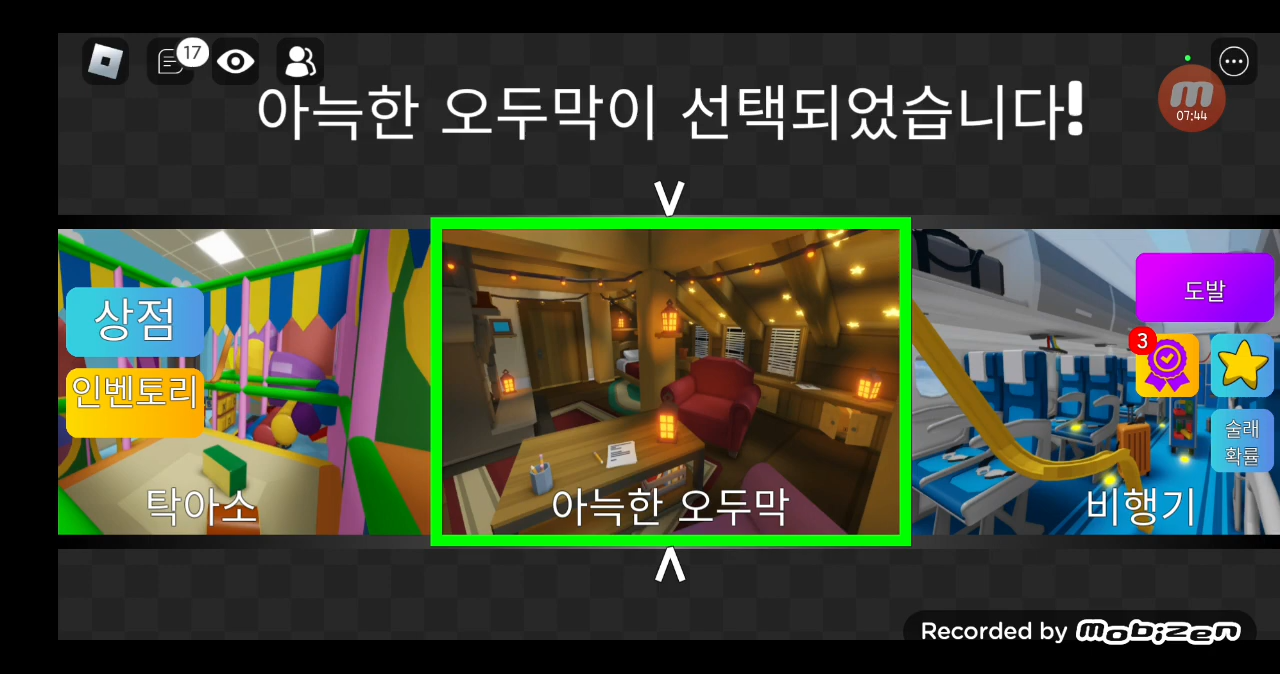 17
아늑한 오두막이 선택되었습니다!
07:44
상점
인벤토리
도발
3
술래
확률
탁아소
아늑한 오두막
비행기
Recorded by mobizen